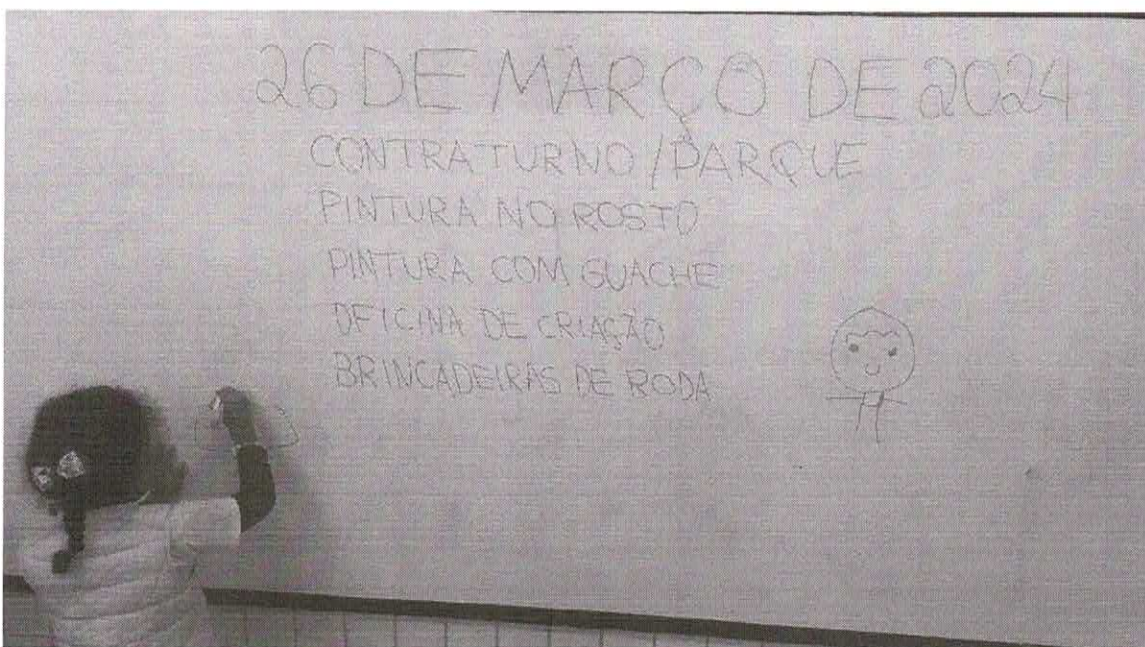 26 DE MARÇO DE 2024
CONTRATURNO/PARQUE
PINTURA NO ROSTO
PINTURA COM GUACHE
OFICINA DE CRIAÇÃO
BRINCADEIRAS DE RODA